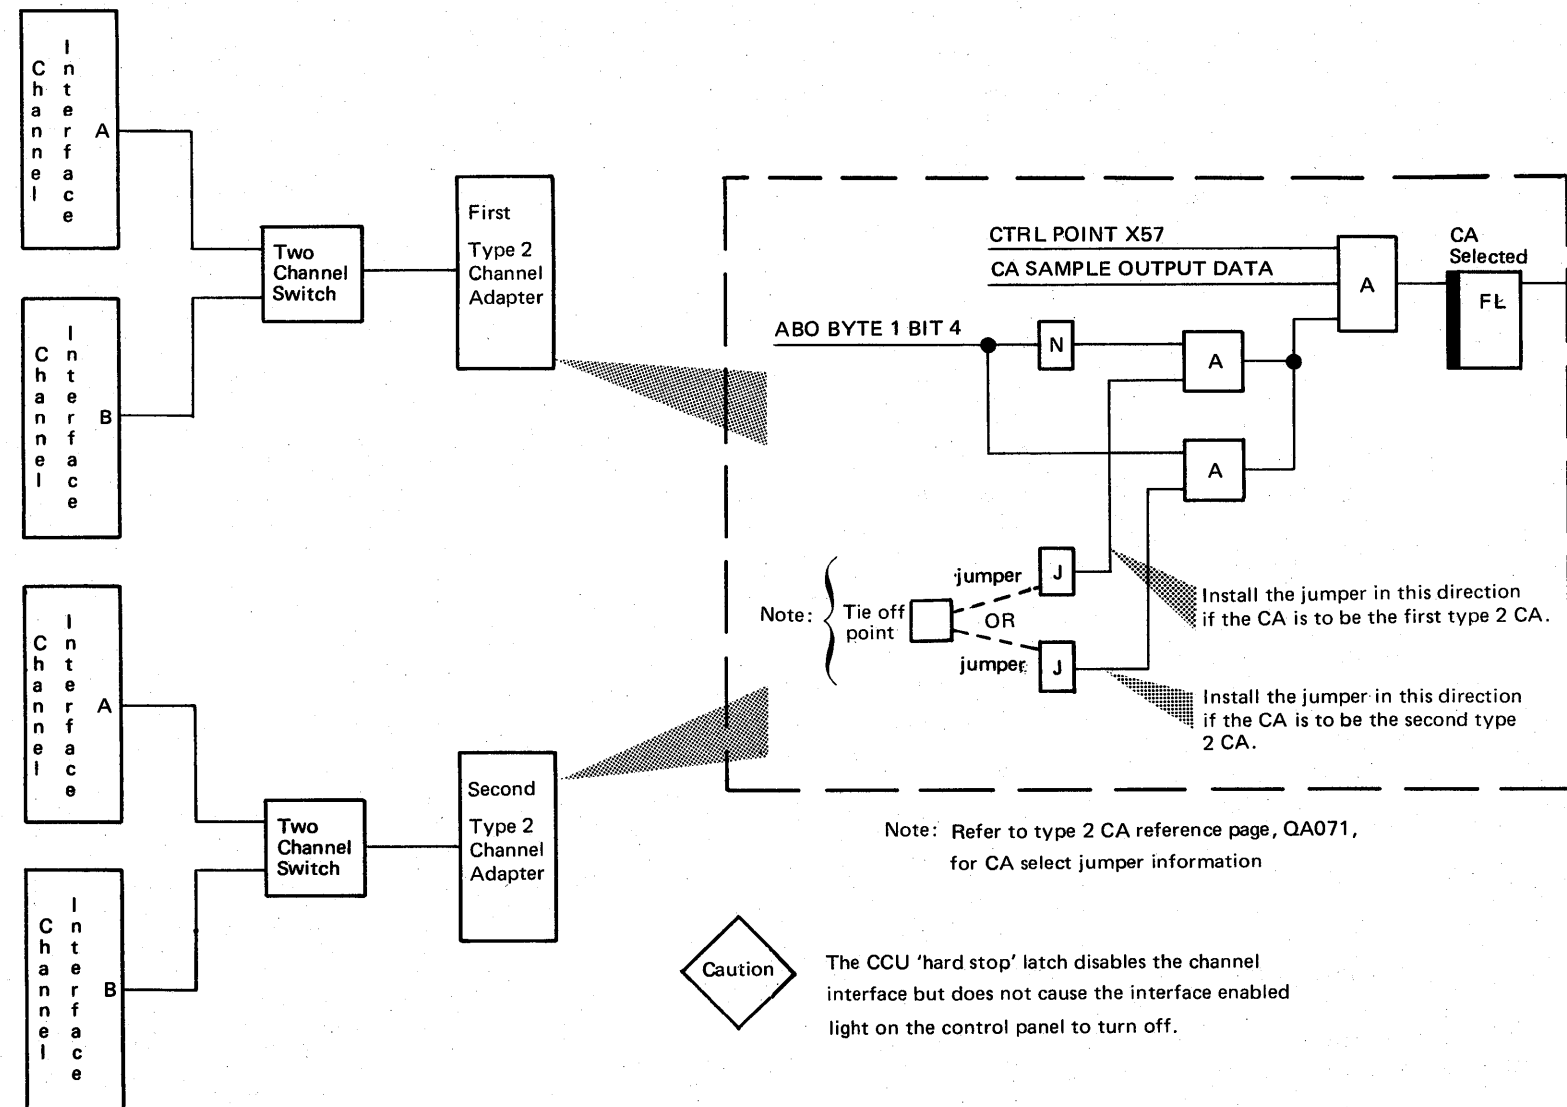 Channel
Interface
A
Channel
Interface
B
Two
Channel
Switch
First
Type 2
Channel
Adapter
Channel
Interface
A
Channel
Interface
B
Two
Channel
Switch
Second
Type 2
Channel
Adapter
CTRL POINT X57
CA SAMPLE OUTPUT DATA
A
CA
Selected
FL
ABO BYTE 1 BIT 4
N
A
A
jumper
J
Note:
Tie off
point
OR
jumper
J
Install the jumper in this direction
if the CA is to be the first type 2 CA.
Install the jumper in this direction
if the CA is to be the second type
2 CA.
Note: Refer to type 2 CA reference page, QA071,
for CA select jumper information
Caution
The CCU 'hard stop' latch disables the channel
interface but does not cause the interface enabled
light on the control panel to turn off.